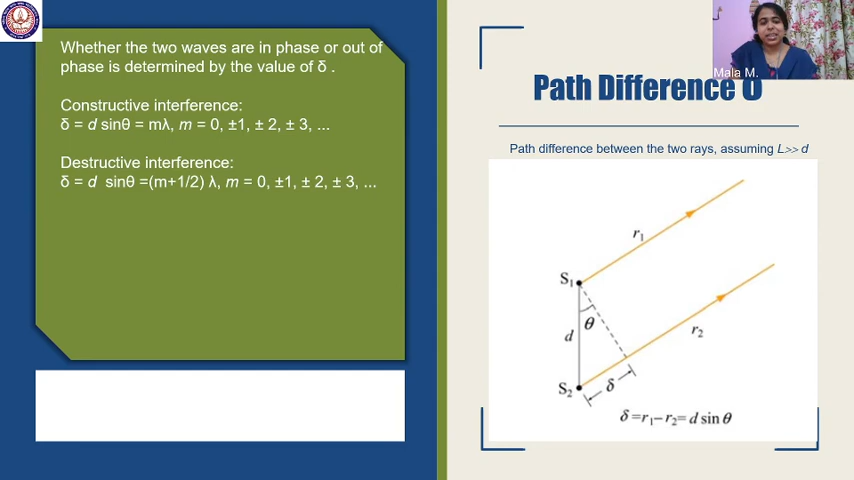 Whether the two waves are in phase or out of
phase is determined by the value of δ .
Constructive interference:
δ = d sinθ = mλ, m = 0, ±1, ± 2, ± 3, ...
Destructive interference:
δ = d sinθ =(m+1/2) λ, m = 0, ±1, ± 2, ± 3, ...
Mala M.
Path Difference
Path difference between the two rays, assuming L>> d
r₁
S₁
θ
d
r₂
S₂
δ
δ =r₁− r₂= d sin θ